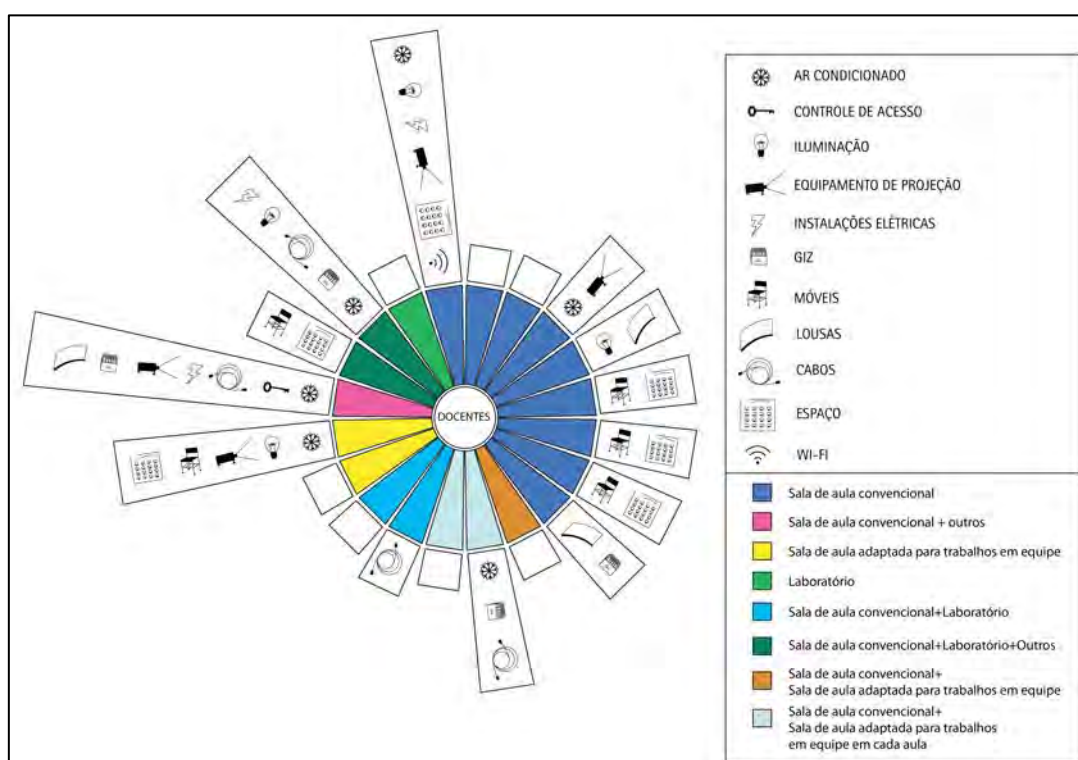 DOCENTES
AR CONDICIONADO
CONTROLE DE ACESSO
ILUMINAÇÃO
EQUIPAMENTO DE PROJEÇÃO
INSTALAÇÕES ELÉTRICAS
GIZ
MÓVEIS
LOUSAS
CABOS
ESPAÇO
WI-FI
Sala de aula convencional
Sala de aula convencional + outros
Sala de aula adaptada para trabalhos em equipe
Laboratório
Sala de aula convencional+Laboratório
Sala de aula convencional+Laboratório+Outros
Sala de aula convencional+
Sala de aula adaptada para trabalhos em equipe
Sala de aula convencional+
Sala de aula adaptada para trabalhos
em equipe em cada aula